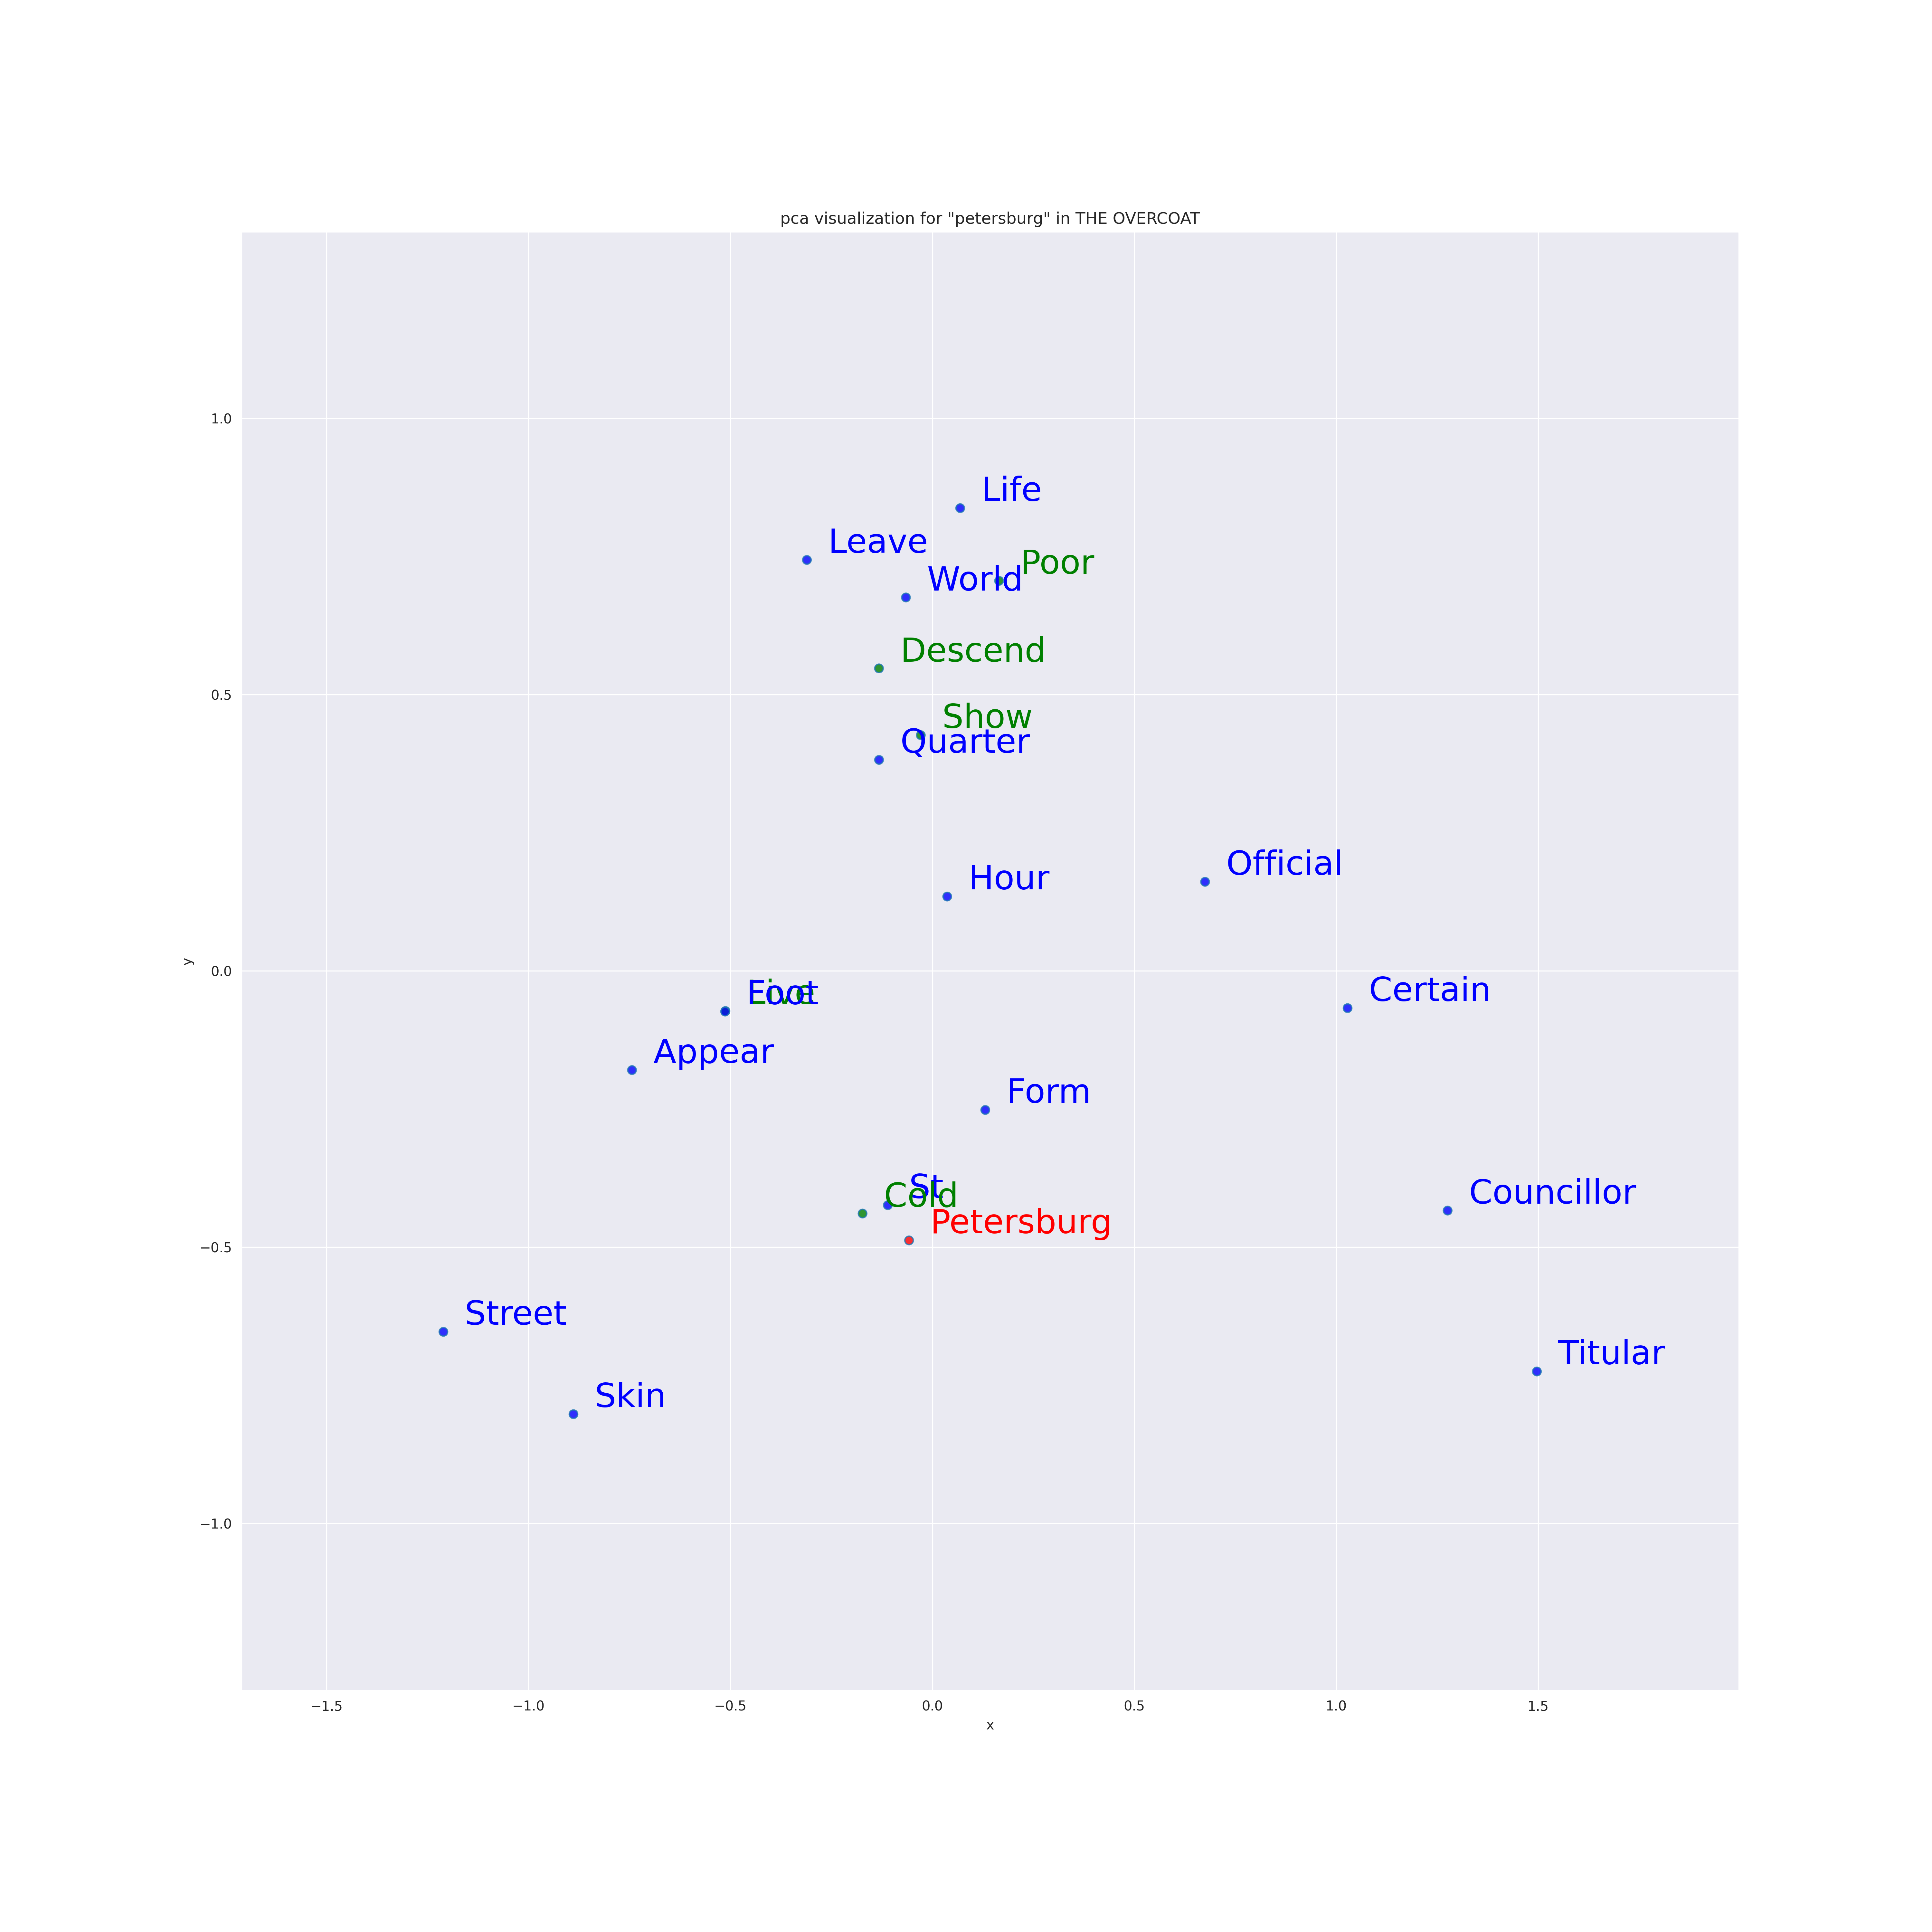 pca visualization for "petersburg" in THE OVERCOAT
Life
Leave
Poor
World
Descend
Show
Quarter
Official
Hour
Certain
Live
Foot
Appear
Form
St
Cold
Councillor
Petersburg
Street
Titular
Skin
1.0
0.5
0.0
−0.5
−1.0
y
−1.5 −1.0 −0.5 0.0 0.5 1.0 1.5
x